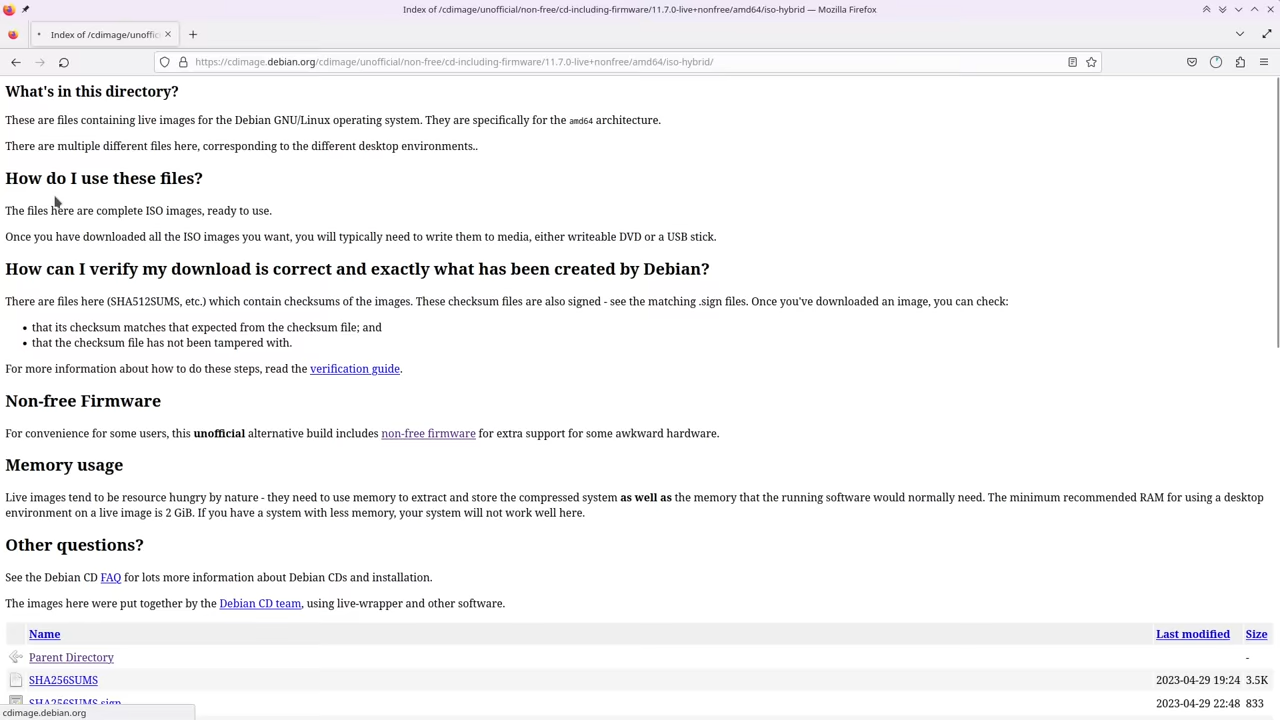 Index of /cdimage/unofficial/non-free/cd-including-firmware/11.7.0-live+nonfree/amd64/iso-hybrid — Mozilla Firefox
Index of /cdimage/unoffic
https://cdimage.debian.org/cdimage/unofficial/non-free/cd-including-firmware/11.7.0-live+nonfree/amd64/iso-hybrid/
What's in this directory?
These are files containing live images for the Debian GNU/Linux operating system. They are specifically for the amd64 architecture.
There are multiple different files here, corresponding to the different desktop environments..
How do I use these files?
The files here are complete ISO images, ready to use.
Once you have downloaded all the ISO images you want, you will typically need to write them to media, either writeable DVD or a USB stick.
How can I verify my download is correct and exactly what has been created by Debian?
There are files here (SHA512SUMS, etc.) which contain checksums of the images. These checksum files are also signed - see the matching .sign files. Once you've downloaded an image, you can check:
• that its checksum matches that expected from the checksum file; and
• that the checksum file has not been tampered with.
For more information about how to do these steps, read the verification guide.
Non-free Firmware
For convenience for some users, this unofficial alternative build includes non-free firmware for extra support for some awkward hardware.
Memory usage
Live images tend to be resource hungry by nature - they need to use memory to extract and store the compressed system as well as the memory that the running software would normally need. The minimum recommended RAM for using a desktop
environment on a live image is 2 GiB. If you have a system with less memory, your system will not work well here.
Other questions?
See the Debian CD FAQ for lots more information about Debian CDs and installation.
The images here were put together by the Debian CD team, using live-wrapper and other software.
Name Last modified Size
Parent Directory -
SHA256SUMS 2023-04-29 19:24 3.5K
SHA256SUMS.sign 2023-04-29 22:48 833
cdimage.debian.org